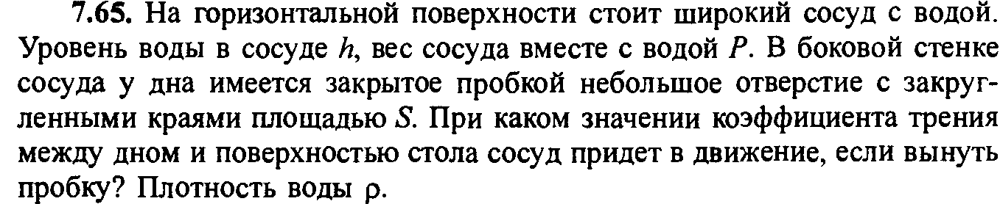 7.65. На горизонтальной поверхности стоит широкий сосуд с водой.
Уровень воды в сосуде h, вес сосуда вместе с водой P. В боковой стенке
сосуда у дна имеется закрытое пробкой небольшое отверстие с закруг-
ленными краями площадью S. При каком значении коэффициента трения
между дном и поверхностью стола сосуд придет в движение, если вынуть
пробку? Плотность воды ρ.